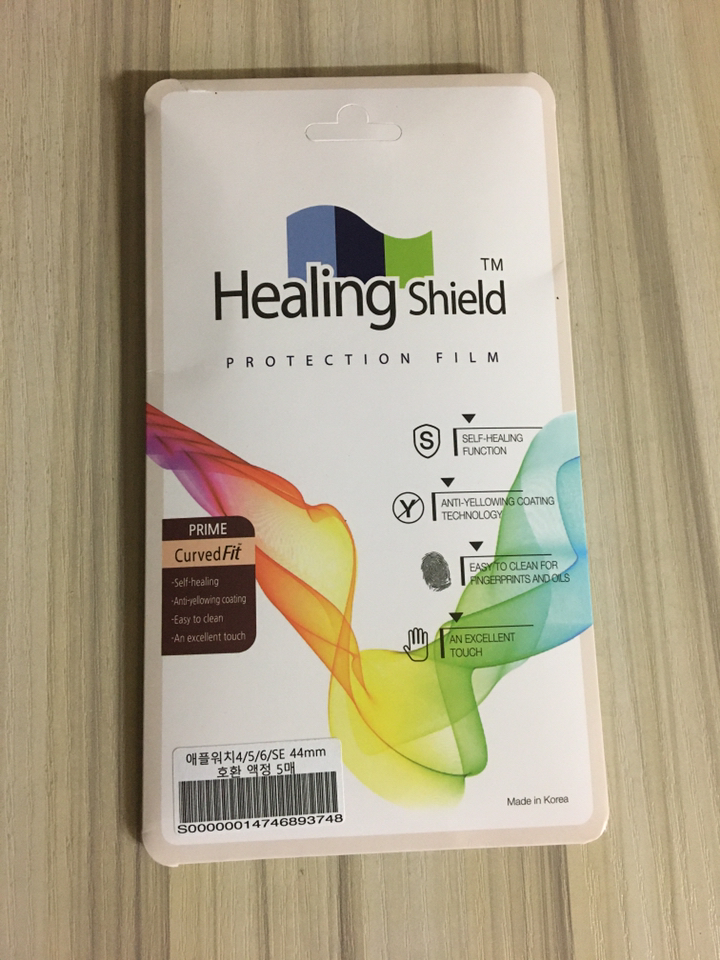 Healing Shield TM
PROTECTION FILM
S
SELF-HEALING
FUNCTION
Y
ANTI-YELLOWING COATING
TECHNOLOGY
EASY TO CLEAN FOR
FINGERPRINTS AND OILS
AN EXCELLENT
TOUCH
PRIME
CurvedFit™
-Self-healing
-Anti-yellowing coating
-Easy to clean
-An excellent touch
애플워치4/5/6/SE 44mm
호환 액정 5매
S00000014746893748
Made in Korea